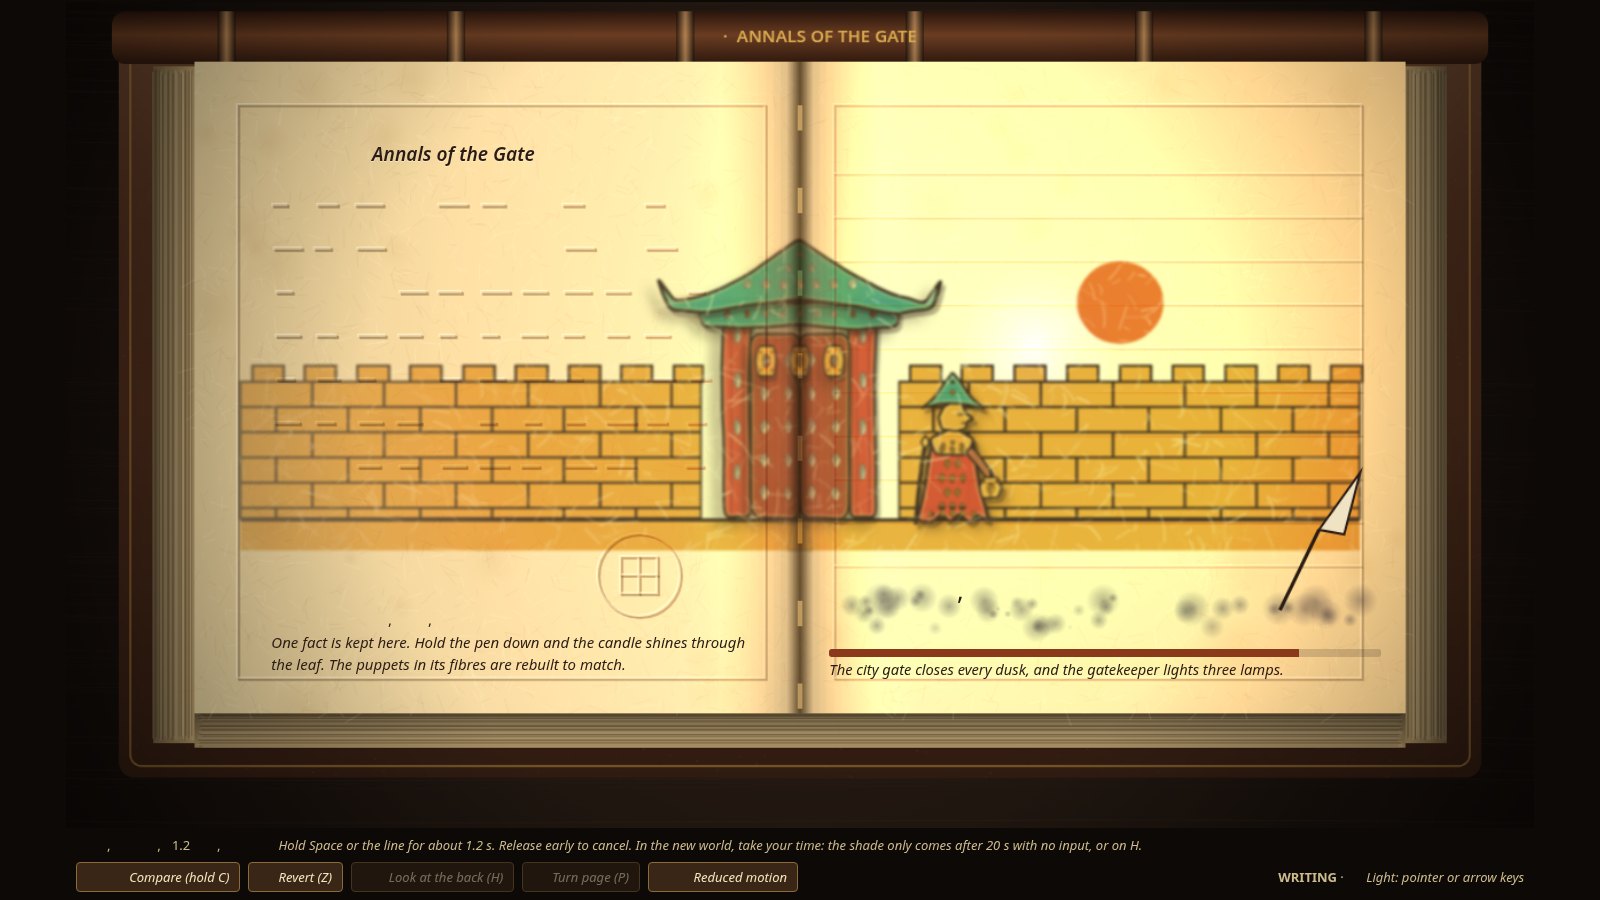 · ANNALS OF THE GATE
Annals of the Gate
One fact is kept here. Hold the pen down and the candle shines through
the leaf. The puppets in its fibres are rebuilt to match.
The city gate closes every dusk, and the gatekeeper lights three lamps.
, , 1.2 , Hold Space or the line for about 1.2 s. Release early to cancel. In the new world, take your time: the shade only comes after 20 s with no input, or on H.
Compare (hold C) Revert (Z) Look at the back (H) Turn page (P) Reduced motion WRITING · Light: pointer or arrow keys